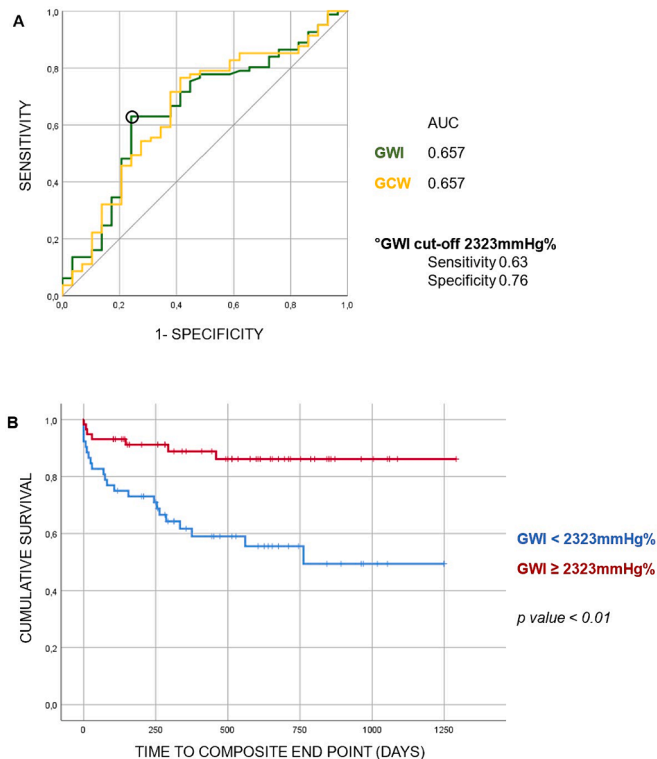 A
1,0
0,8
0,6
0,4
0,2
0,0
SENSITIVITY
0,0 0,2 0,4 0,6 0,8 1,0
1- SPECIFICITY
AUC
GWI 0.657
GCW 0.657
°GWI cut-off 2323mmHg%
Sensitivity 0.63
Specificity 0.76
B
1,0
0,8
0,6
0,4
0,2
0,0
CUMULATIVE SURVIVAL
0 250 500 750 1000 1250
TIME TO COMPOSITE END POINT (DAYS)
GWI < 2323mmHg%
GWI ≥ 2323mmHg%
p value < 0.01